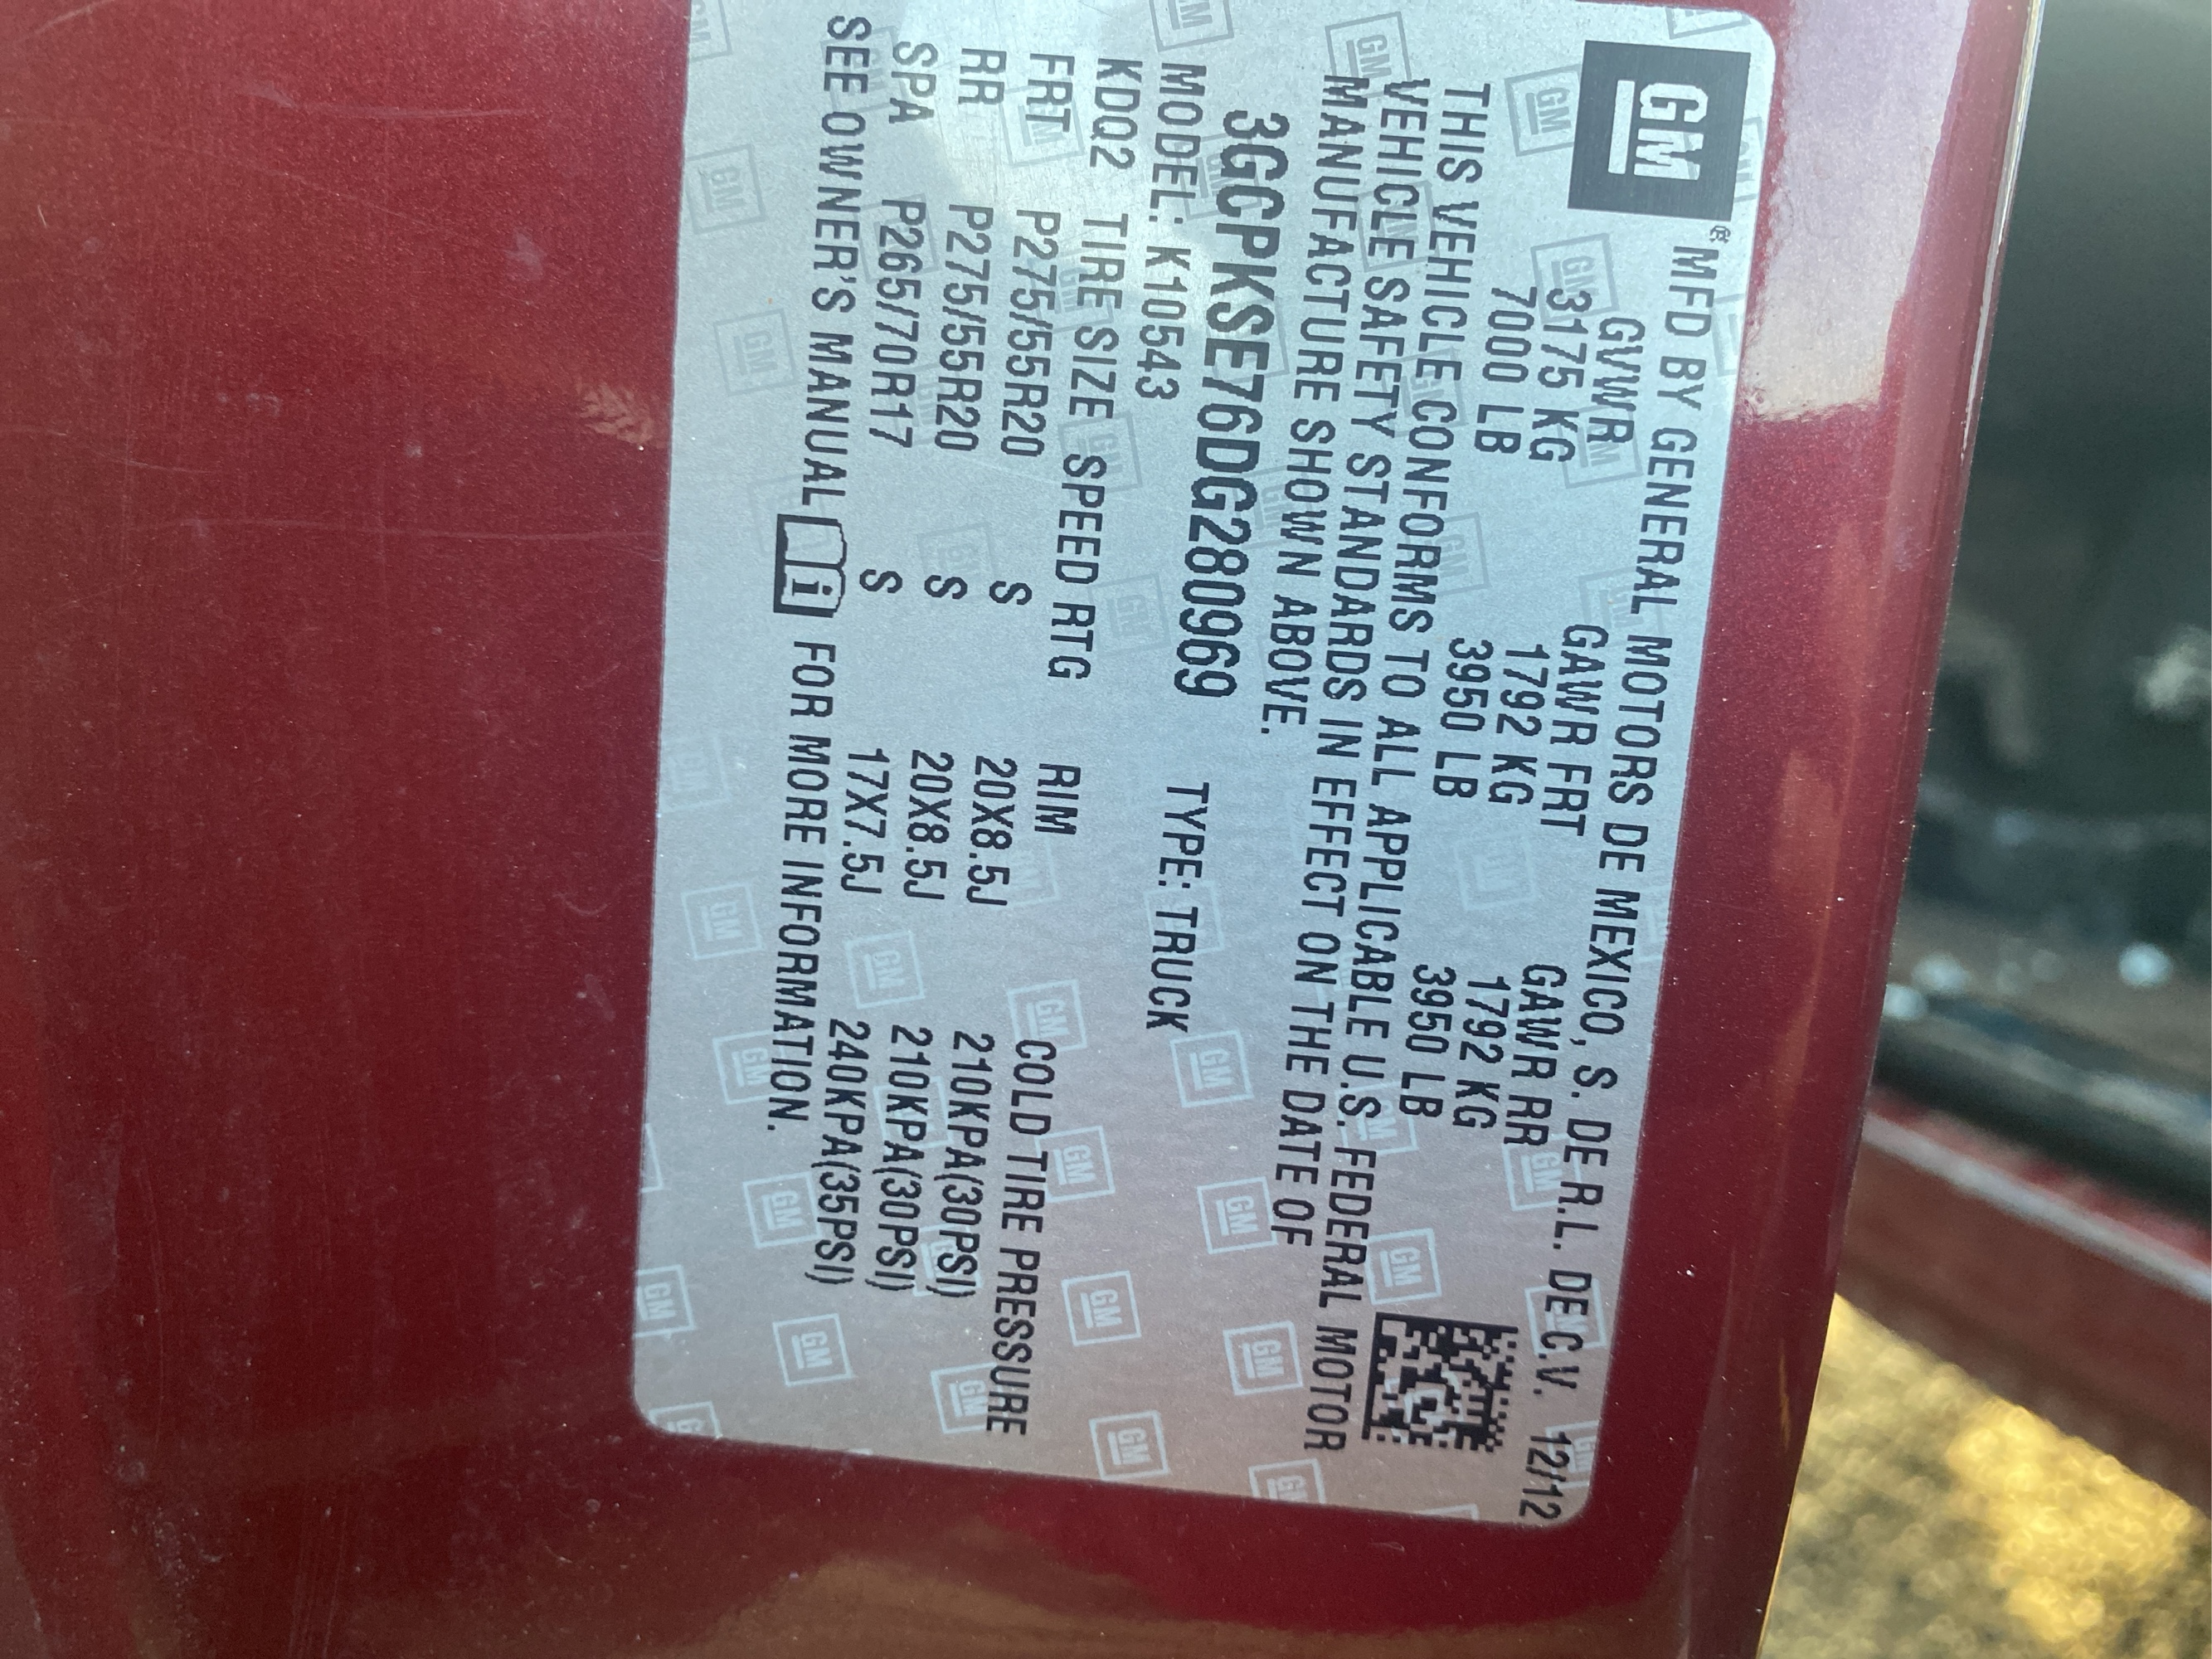 GM
® MFD BY GENERAL MOTORS DE MEXICO, S. DE R.L. DE C.V. 12/12
GVWR GAWR FRT GAWR RR
3175 KG 1792 KG 1792 KG
7000 LB 3950 LB 3950 LB
THIS VEHICLE CONFORMS TO ALL APPLICABLE U.S. FEDERAL MOTOR
VEHICLE SAFETY STANDARDS IN EFFECT ON THE DATE OF
MANUFACTURE SHOWN ABOVE.
3GCPKSE76DG280969 TYPE: TRUCK
MODEL: K10543
KDQ2 TIRE SIZE SPEED RTG RIM COLD TIRE PRESSURE
FRT P275/55R20 S 20X8.5J 210KPA(30PSI)
RR P275/55R20 S 20X8.5J 210KPA(30PSI)
SPA P265/70R17 S 17X7.5J 240KPA(35PSI)
SEE OWNER'S MANUAL i FOR MORE INFORMATION.